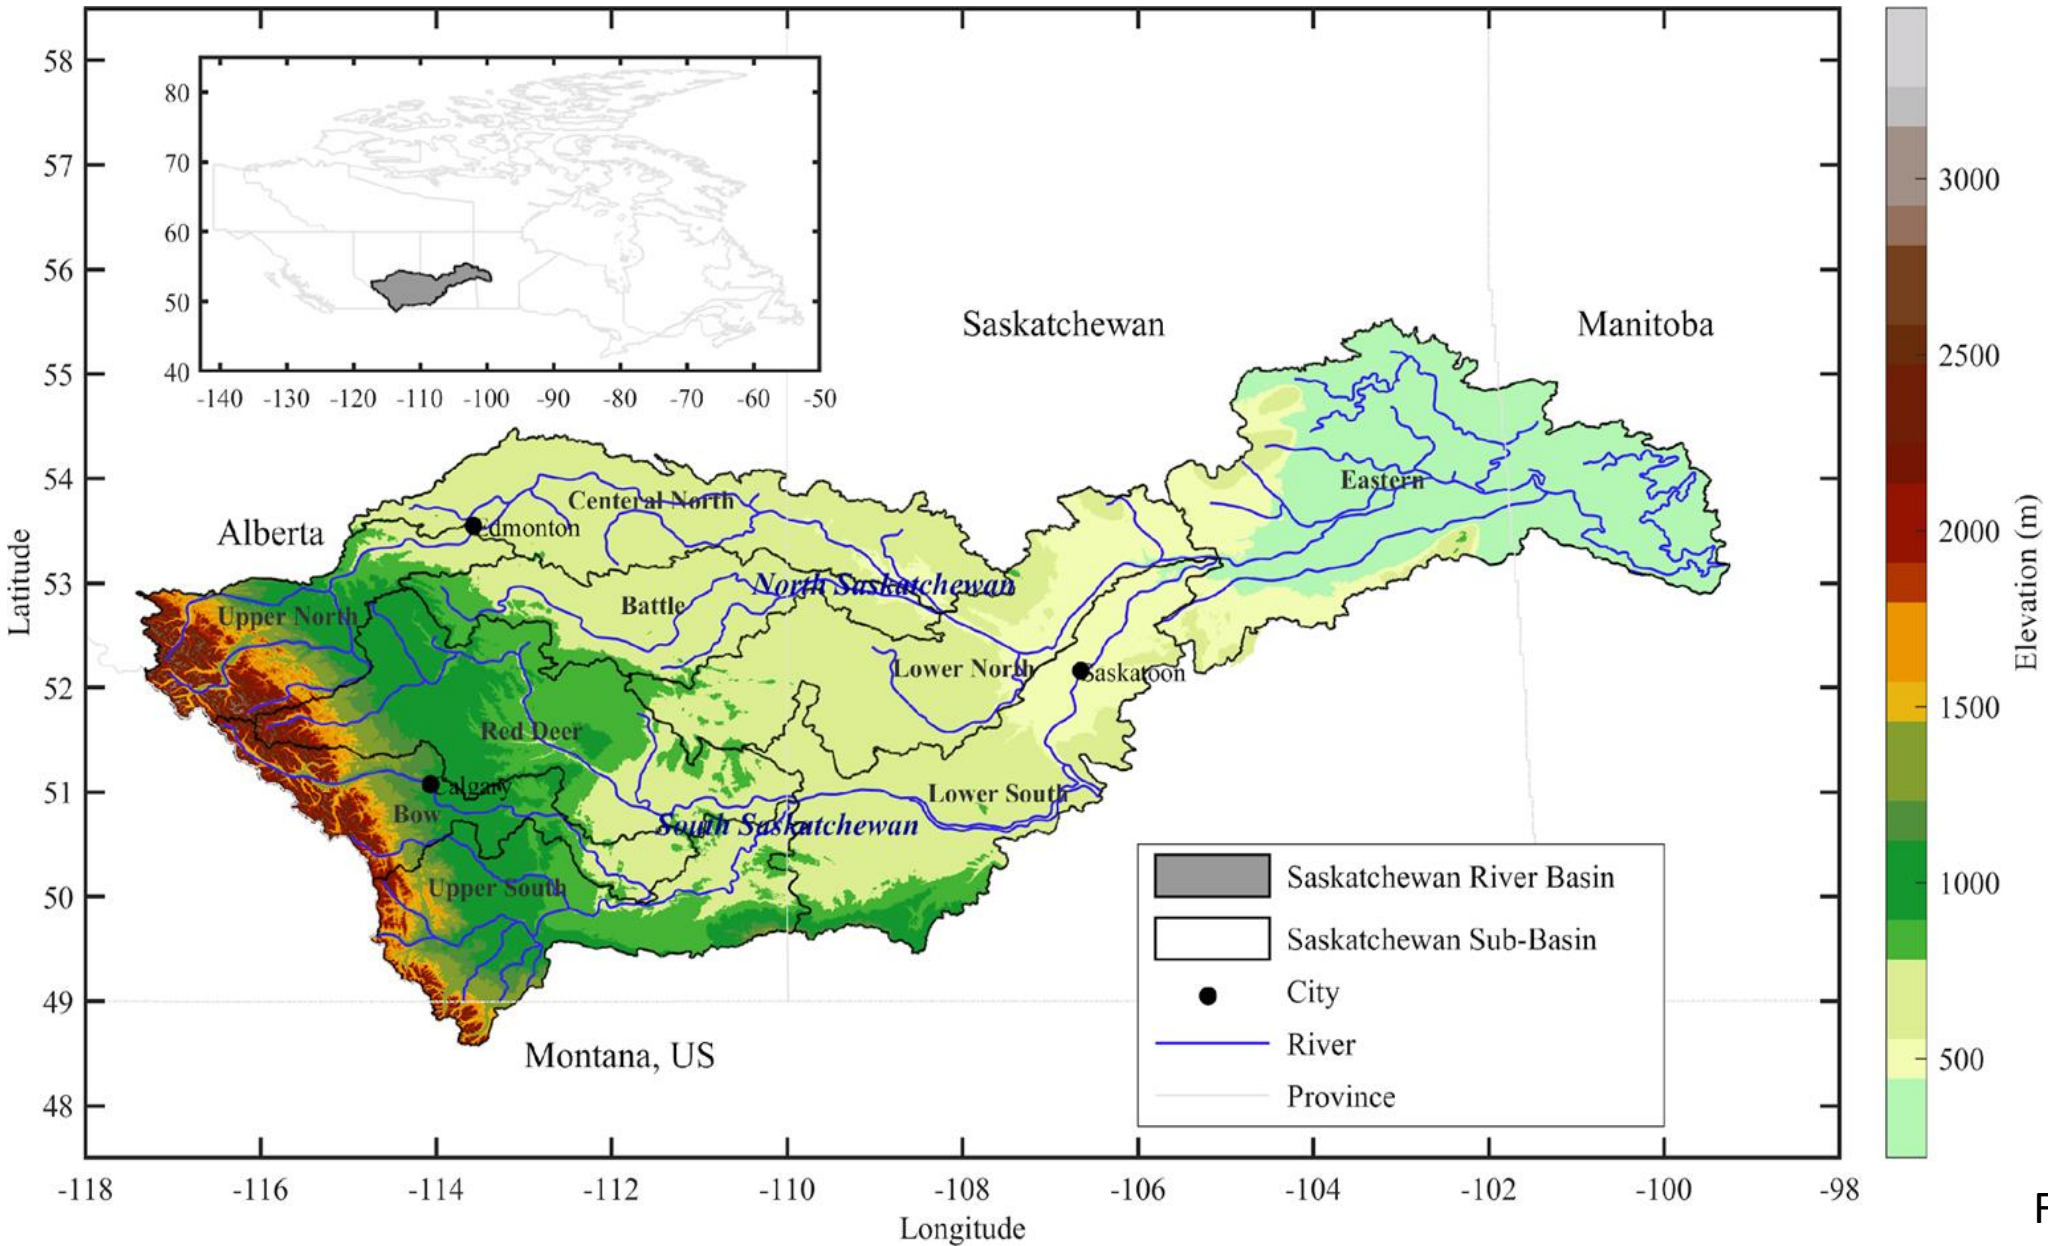 58
57
56
55
54
53
52
51
50
49
48
Latitude
80
70
60
50
40
-140 -130 -120 -110 -100 -90 -80 -70 -60 -50
Saskatchewan
Manitoba
Alberta
Centeral North
Edmonton
Eastern
North Saskatchewan
Battle
Upper North
Lower North
Saskatoon
Red Deer
Calgary
Bow
Lower South
South Saskatchewan
Upper South
Montana, US
Saskatchewan River Basin
Saskatchewan Sub-Basin
City
River
Province
-118 -116 -114 -112 -110 -108 -106 -104 -102 -100 -98
Longitude
3000
2500
2000
1500
1000
500
Elevation (m)
F